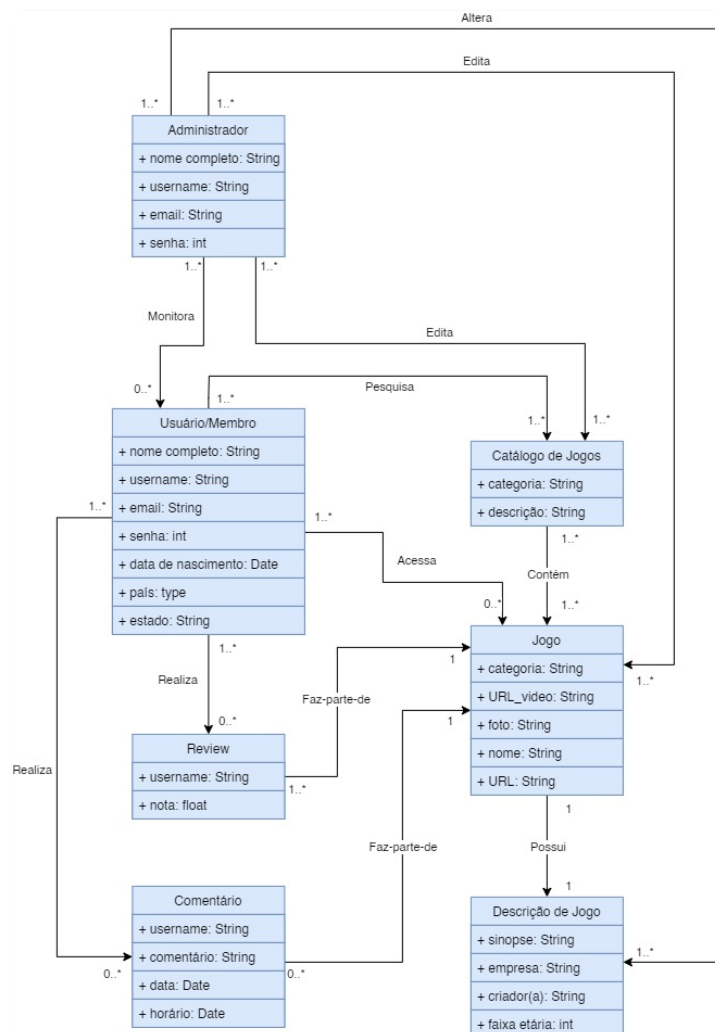 Altera
Edita
1..*
1..*
Administrador
+ nome completo: String
+ username: String
+ email: String
+ senha: int
1..*
1..*
Monitora
Edita
0..*
1..*
Pesquisa
1..*
1..*
Usuário/Membro
+ nome completo: String
+ username: String
+ email: String
+ senha: int
+ data de nascimento: Date
+ país: type
+ estado: String
1..*
1..*
1..*
Catálogo de Jogos
+ categoria: String
+ descrição: String
1..*
Acessa
0..*
Contém
1..*
Jogo
+ categoria: String
+ URL_video: String
+ foto: String
+ nome: String
+ URL: String
1
1
1..*
1
Realiza
0..*
Faz-parte-de
Review
+ username: String
+ nota: float
1..*
Realiza
Faz-parte-de
Possui
1
Comentário
+ username: String
+ comentário: String
+ data: Date
+ horário: Date
0..*
0..*
Descrição de Jogo
+ sinopse: String
+ empresa: String
+ criador(a): String
+ faixa etária: int
1..*